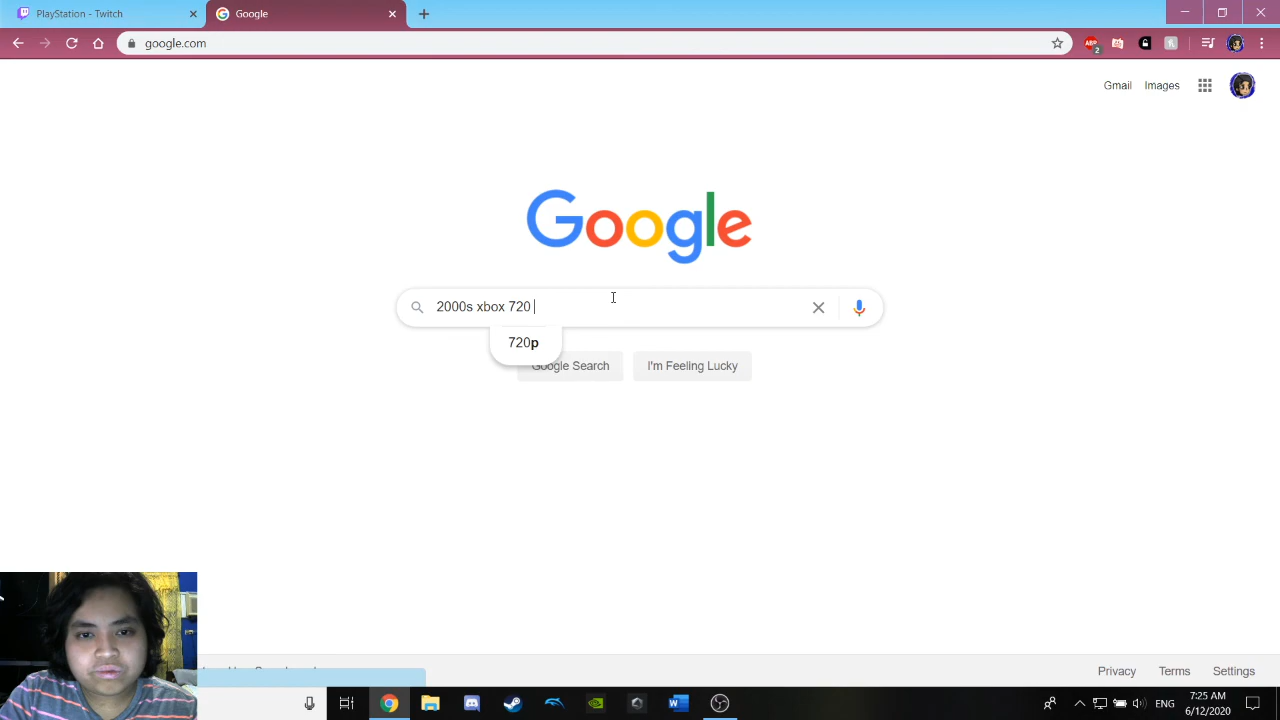 PlayStation - Twitch
Google
google.com
Gmail Images
Google
2000s xbox 720
720p
Google Search I'm Feeling Lucky
Privacy Terms Settings
ENG 7:25 AM
6/12/2020